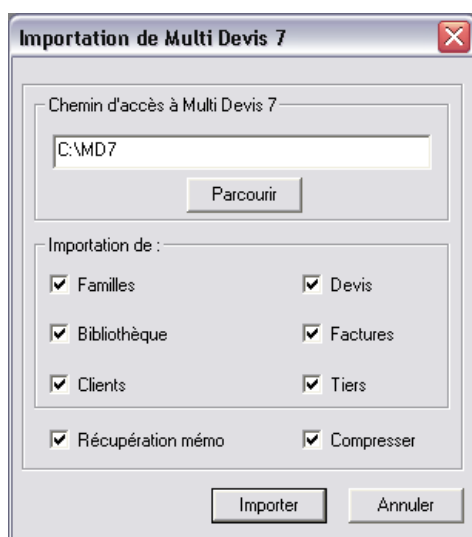 Importation de Multi Devis 7
Chemin d'accès à Multi Devis 7
C:\MD7
Parcourir
Importation de :
Familles
Devis
Bibliothèque
Factures
Clients
Tiers
Récupération mémo
Compresser
Importer
Annuler